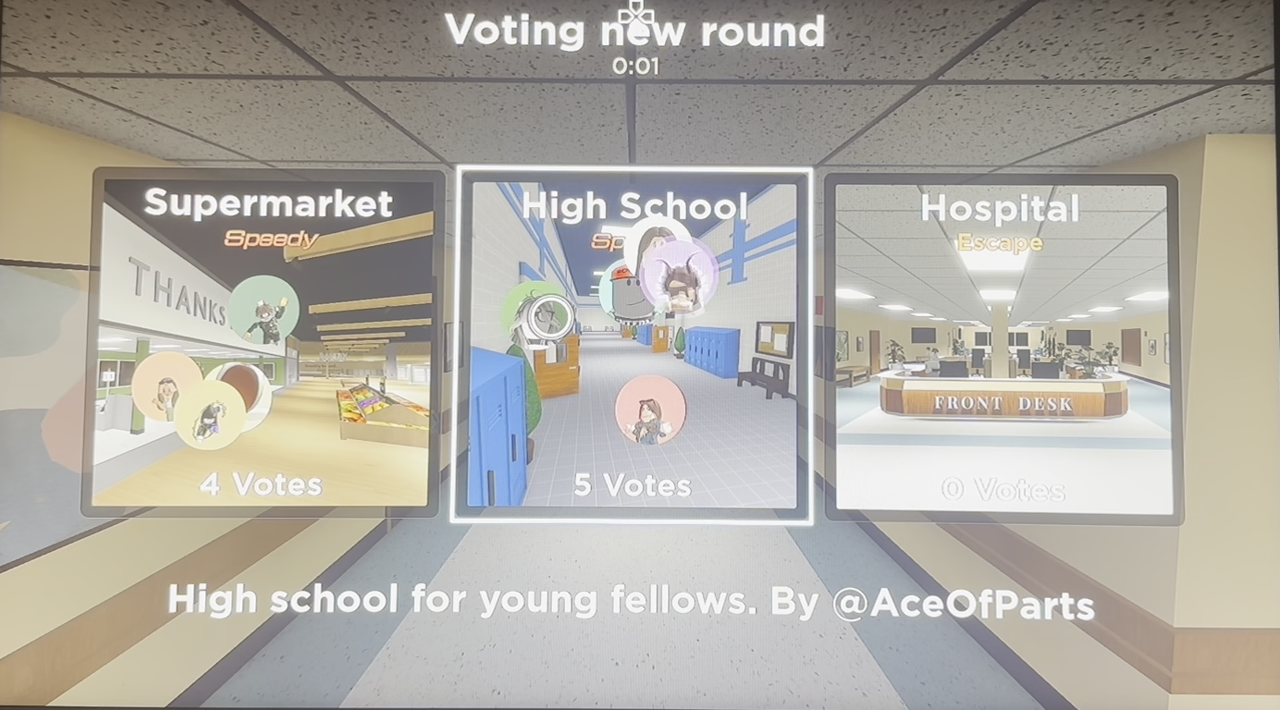 Voting new round
0:01
Supermarket
Speedy
THANKS
4 Votes
High School
5 Votes
Hospital
Escape
FRONT DESK
0 Votes
High school for young fellows. By @AceOfParts